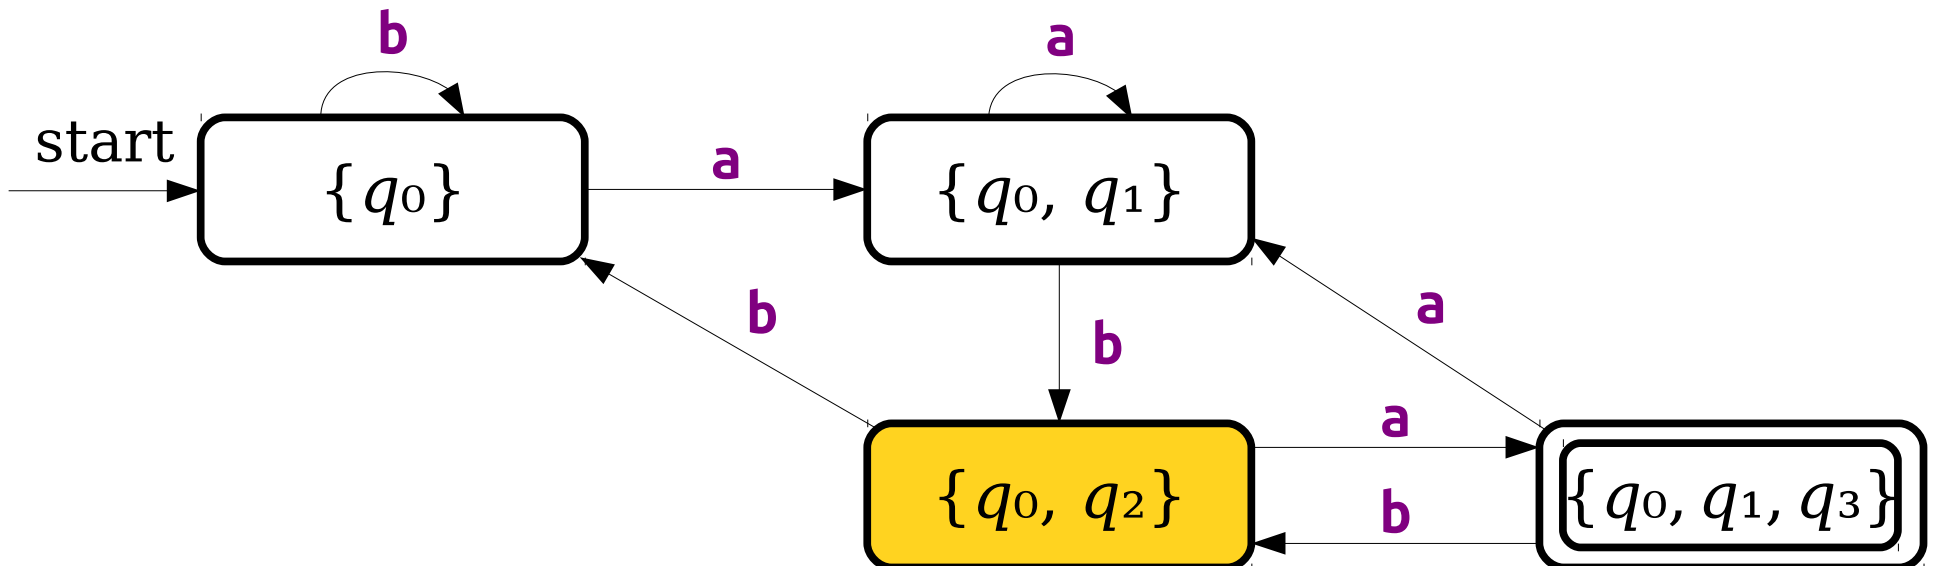 b
a
start
a
{q₀}
{q₀, q₁}
b
a
b
a
{q₀, q₂}
{q₀, q₁, q₃}
b